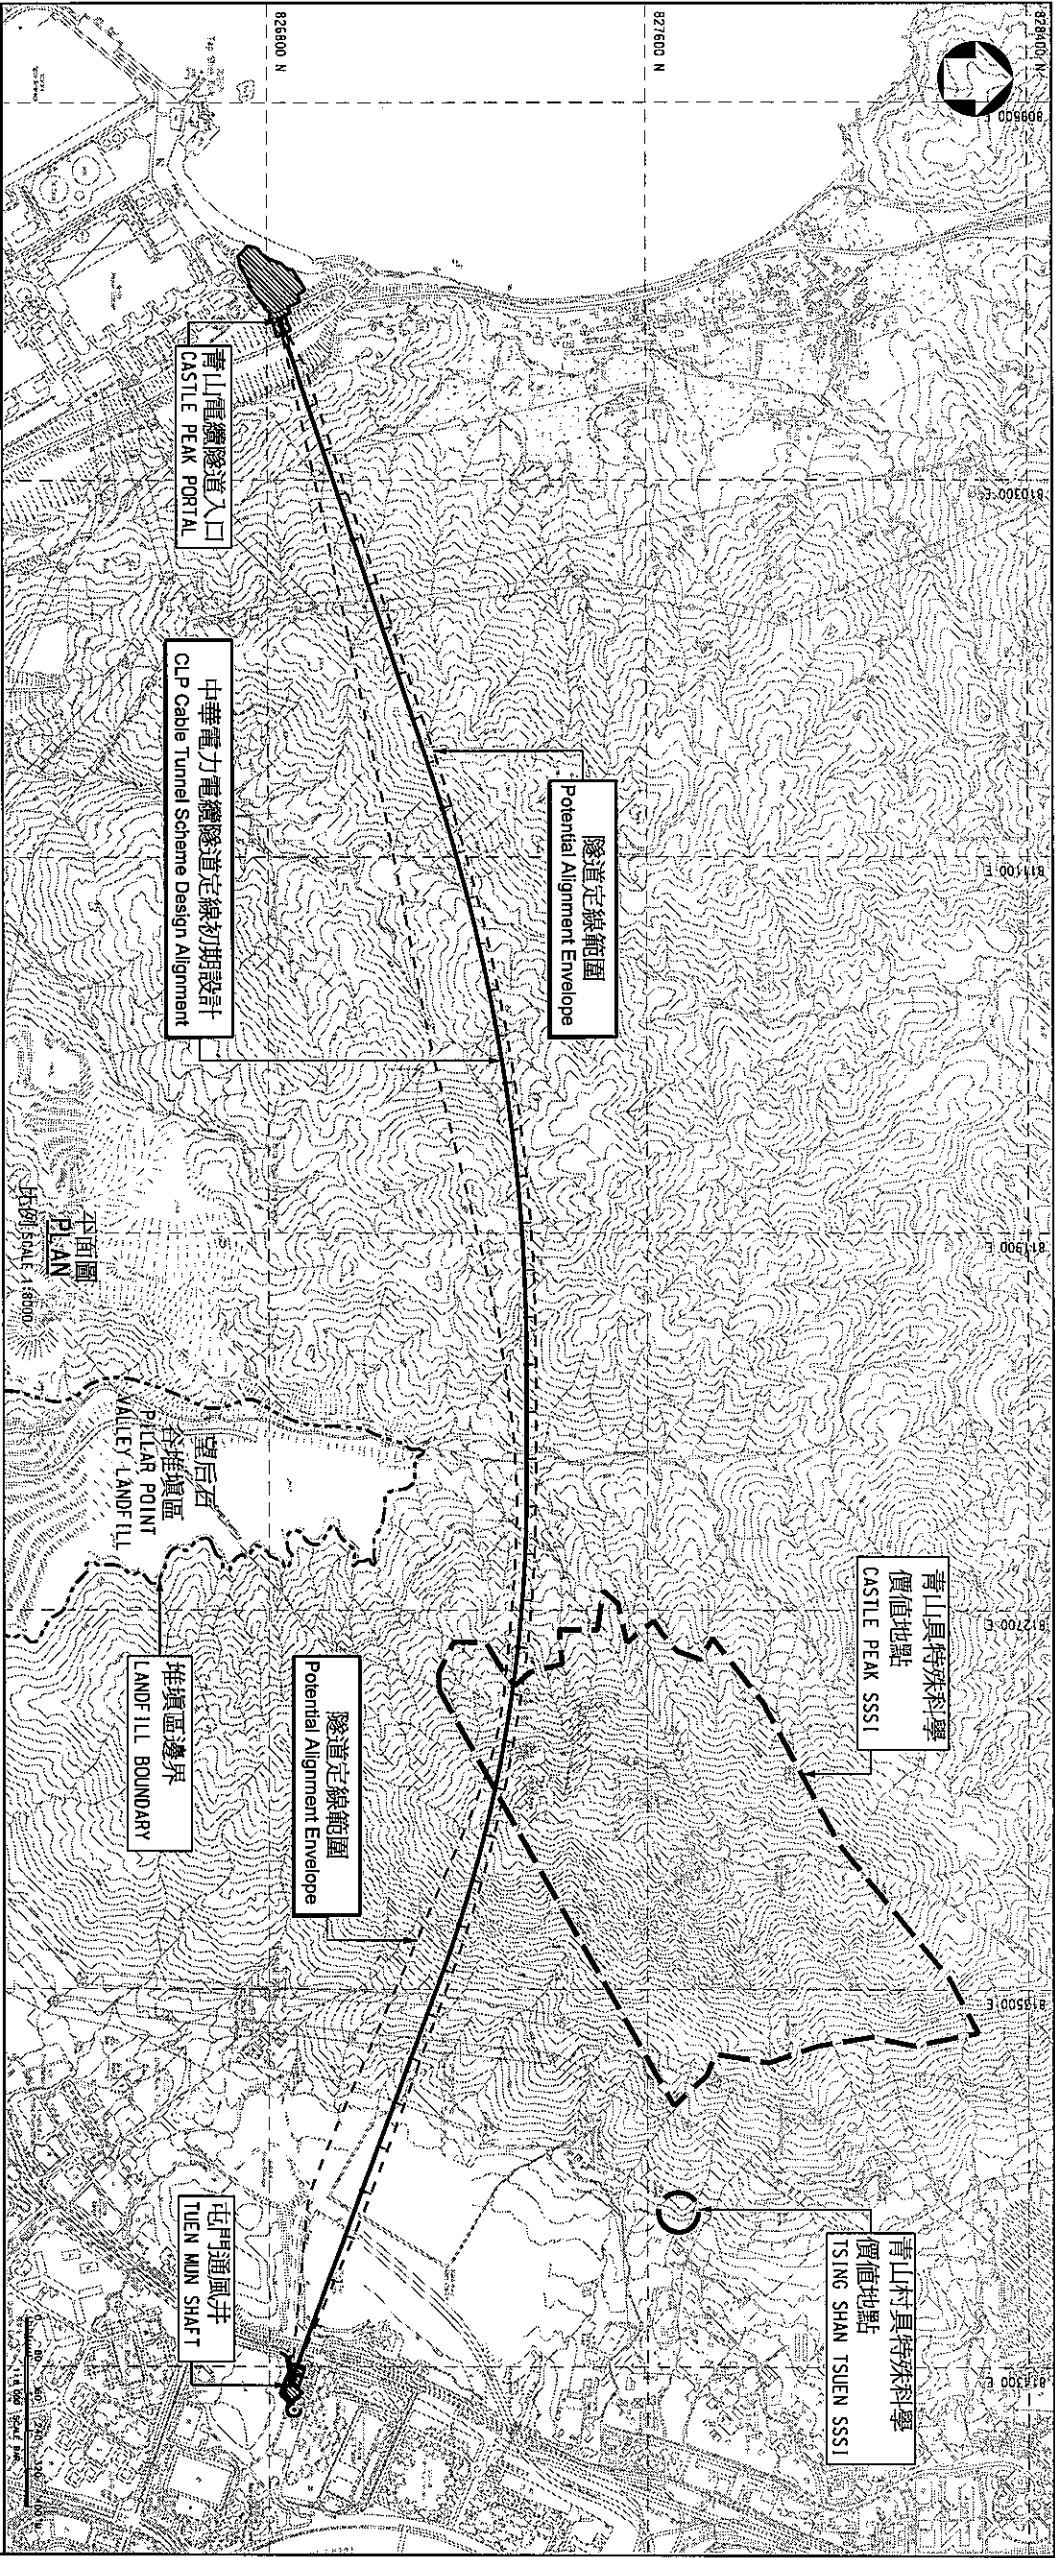 828400 N
827600 N
826800 N
809500 E
810300 E
811100 E
811900 E
812700 E
813500 E
814300 E
青山具特殊科學
價值地點
CASTLE PEAK SSSI
青山村具特殊科學
價值地點
TSING SHAN TSUEN SSSI
隧道定線範圍
Potential Alignment Envelope
青山電纜隧道入口
CASTLE PEAK PORTAL
中華電力電纜隧道定線初期設計
CLP Cable Tunnel Scheme Design Alignment
隧道定線範圍
Potential Alignment Envelope
望后石
谷堆填區
PILLAR POINT
VALLEY LANDFILL
堆填區邊界
LANDFILL BOUNDARY
屯門通風井
TUEN MUN SHAFT
平面圖
PLAN
比例 SCALE 1:8000